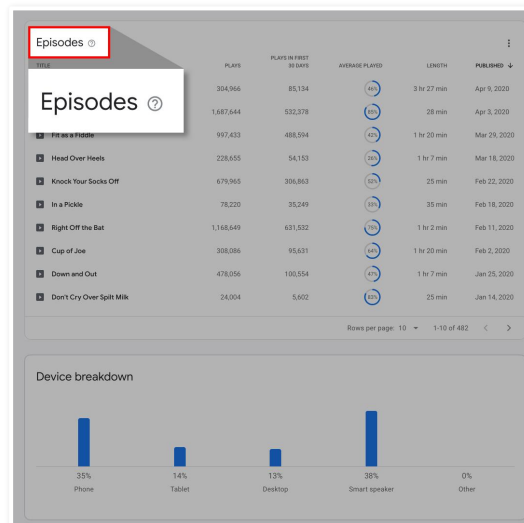 Episodes
TITLE PLAYS PLAYS IN FIRST 30 DAYS AVERAGE PLAYED LENGTH PUBLISHED
Episodes
304,966 85,134 46% 3 hr 27 min Apr 9, 2020
1,687,644 532,378 85% 28 min Apr 3, 2020
Fit as a Fiddle 997,433 488,594 43% 1 hr 20 min Mar 29, 2020
Head Over Heels 228,655 54,153 28% 1 hr 7 min Mar 18, 2020
Knock Your Socks Off 679,965 306,863 52% 25 min Feb 22, 2020
In a Pickle 78,220 35,249 33% 35 min Feb 18, 2020
Right Off the Bat 1,168,649 631,532 79% 1 hr 2 min Feb 11, 2020
Cup of Joe 308,086 95,631 64% 1 hr 20 min Feb 2, 2020
Down and Out 478,056 100,554 47% 1 hr 7 min Jan 25, 2020
Don't Cry Over Spilt Milk 24,004 5,602 83% 25 min Jan 14, 2020
Rows per page: 10 1-10 of 482
Device breakdown
35% 14% 13% 38% 0%
Phone Tablet Desktop Smart speaker Other